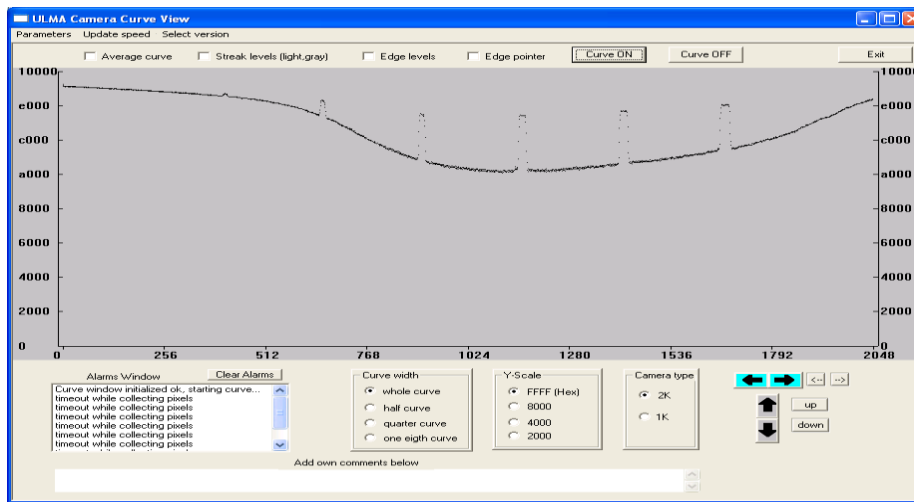 ULMA Camera Curve View
Parameters Update speed Select version
Average curve Streak levels (light,gray) Edge levels Edge pointer Curve ON Curve OFF Exit
10000 10000
e000 e000
c000 c000
a000 a000
8000 8000
6000 6000
4000 4000
2000 2000
0 0
0 256 512 768 1024 1280 1536 1792 2048
Alarms Window Clear Alarms
Curve window initialized ok, starting curve...
timeout while collecting pixels
timeout while collecting pixels
timeout while collecting pixels
timeout while collecting pixels
timeout while collecting pixels
timeout while collecting pixels
Curve width
whole curve
half curve
quarter curve
one eigth curve
Y-Scale
FFFF (Hex)
8000
4000
2000
Camera type
2K
1K
<-- -->
up
down
Add own comments below